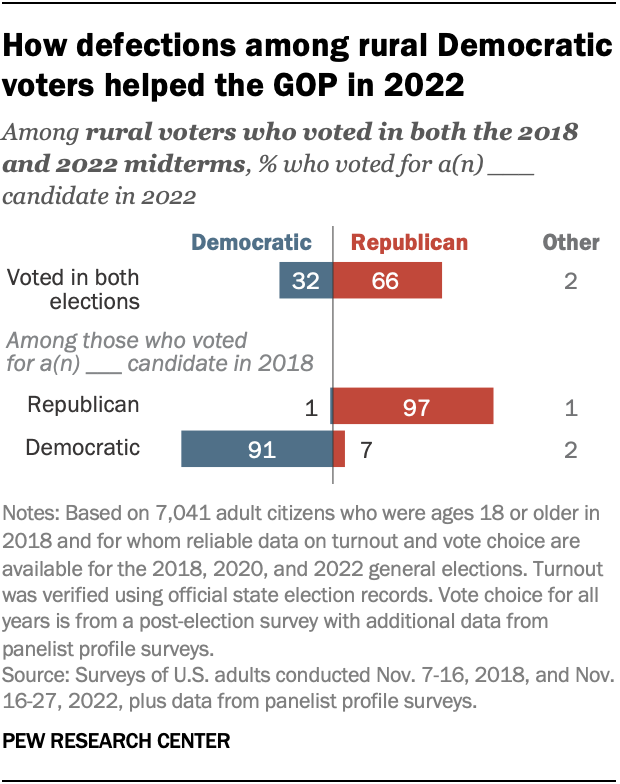 How defections among rural Democratic
voters helped the GOP in 2022
Among rural voters who voted in both the 2018
and 2022 midterms, % who voted for a(n) ___
candidate in 2022
Democratic Republican Other
Voted in both
elections
32 66 2
Among those who voted
for a(n) ___ candidate in 2018
Republican 1 97 1
Democratic 91 7 2
Notes: Based on 7,041 adult citizens who were ages 18 or older in
2018 and for whom reliable data on turnout and vote choice are
available for the 2018, 2020, and 2022 general elections. Turnout
was verified using official state election records. Vote choice for all
years is from a post-election survey with additional data from
panelist profile surveys.
Source: Surveys of U.S. adults conducted Nov. 7-16, 2018, and Nov.
16-27, 2022, plus data from panelist profile surveys.
PEW RESEARCH CENTER